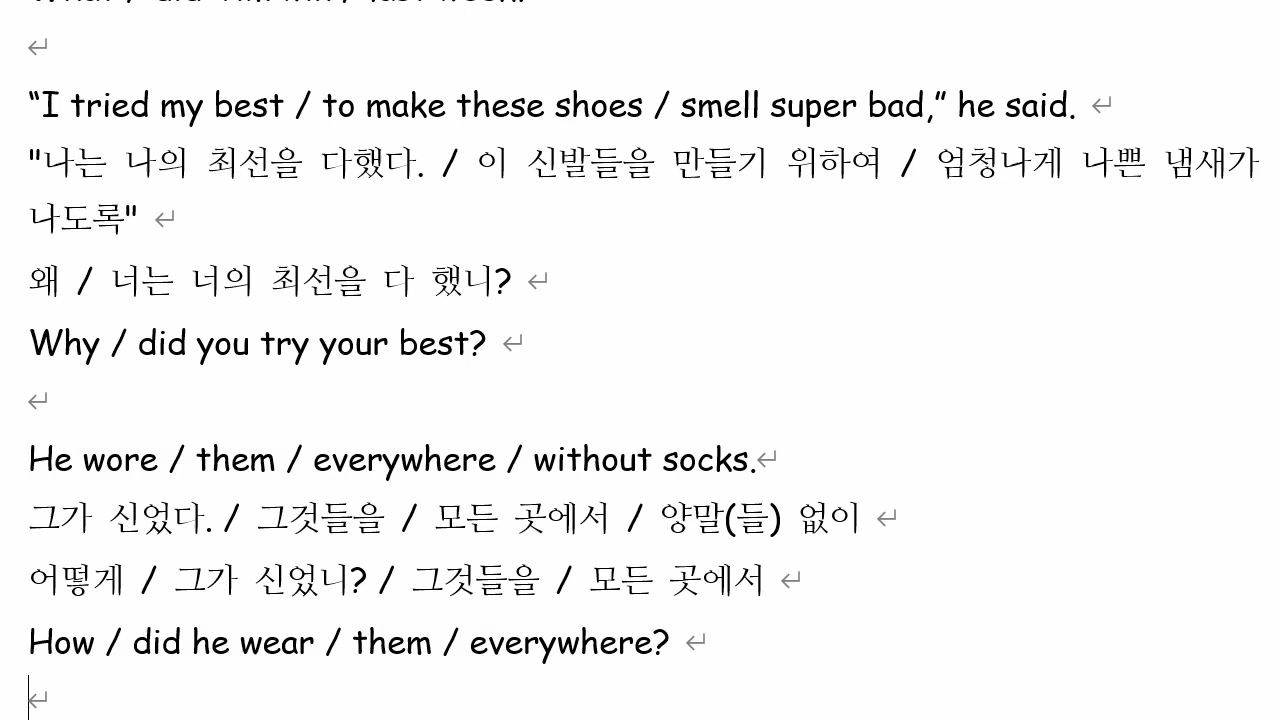 “I tried my best / to make these shoes / smell super bad,” he said.
"나는 나의 최선을 다했다. / 이 신발들을 만들기 위하여 / 엄청나게 나쁜 냄새가
나도록"
왜 / 너는 너의 최선을 다 했니?
Why / did you try your best?
He wore / them / everywhere / without socks.
그가 신었다. / 그것들을 / 모든 곳에서 / 양말(들) 없이
어떻게 / 그가 신었니? / 그것들을 / 모든 곳에서
How / did he wear / them / everywhere?